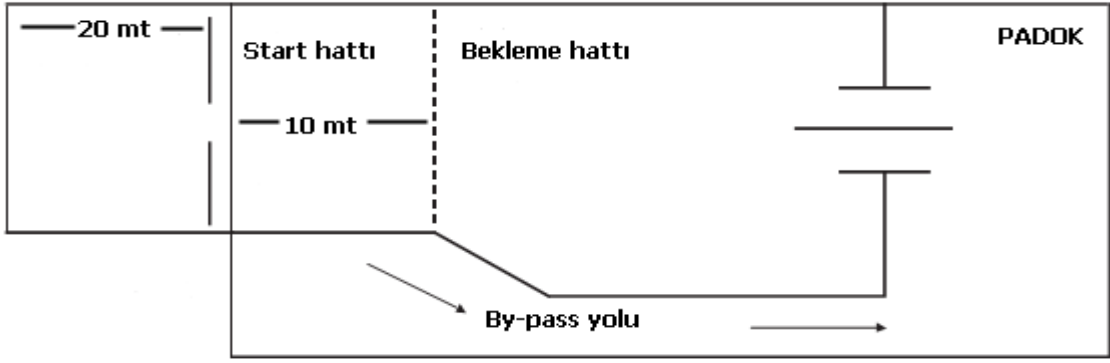 20 mt
Start hattı
Bekleme hattı
PADOK
10 mt
By-pass yolu